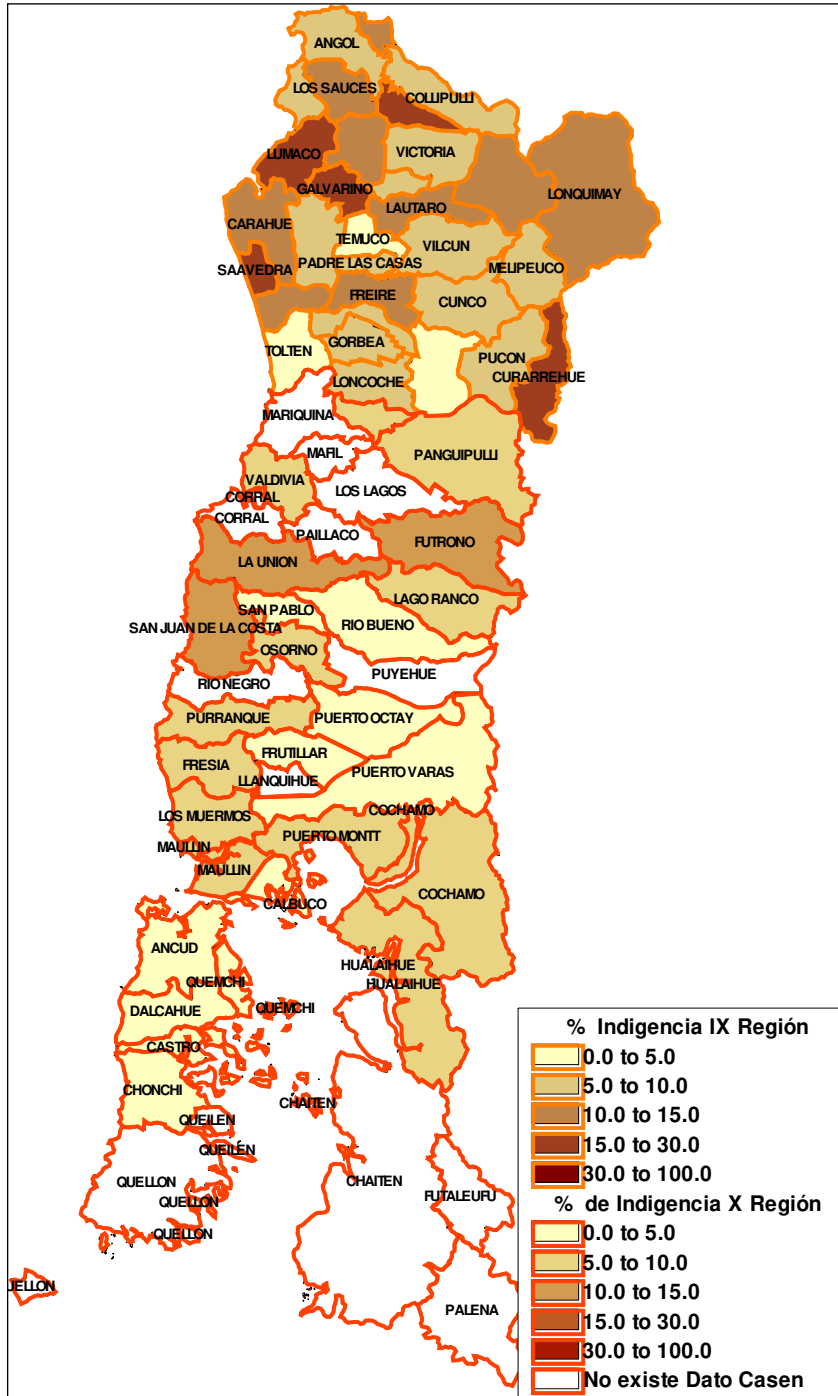 ANGOL
LOS SAUCES
COLLIPULLI
LUMACO
VICTORIA
GALVARINO
LONQUIMAY
LAUTARO
CARAHUE
TEMUCO
VILCUN
PADRE LAS CASAS
MELIPEUCO
SAAVEDRA
FREIRE
CUNCO
TOLTEN
GORBEA
PUCON
LONCOCHE
CURARREHUE
MARIQUINA
MAFIL
PANGUIPULLI
VALDIVIA
LOS LAGOS
CORRAL
CORRAL
PAILLACO
FUTRONO
LA UNION
LAGO RANCO
SAN PABLO
SAN JUAN DE LA COSTA
RIO BUENO
OSORNO
PUYEHUE
RIO NEGRO
PURRANQUE
PUERTO OCTAY
FRUTILLAR
FRESIA
PUERTO VARAS
LLANQUIHUE
LOS MUERMOS
COCHAMO
PUERTO MONTT
MAULLIN
MAULLIN
COCHAMO
CALBUCO
ANCUD
HUALAIHUE
QUEMCHI
HUALAIHUE
DALCAHUE
QUEMCHI
CASTRO
CHONCHI
CHAITEN
QUEILEN
QUEILEN
QUELLON
CHAITEN
FUTALEUFU
QUELLON
QUELLON
UELLON
PALENA
% Indigencia IX Región
0.0 to 5.0
5.0 to 10.0
10.0 to 15.0
15.0 to 30.0
30.0 to 100.0
% de Indigencia X Región
0.0 to 5.0
5.0 to 10.0
10.0 to 15.0
15.0 to 30.0
30.0 to 100.0
No existe Dato Casen